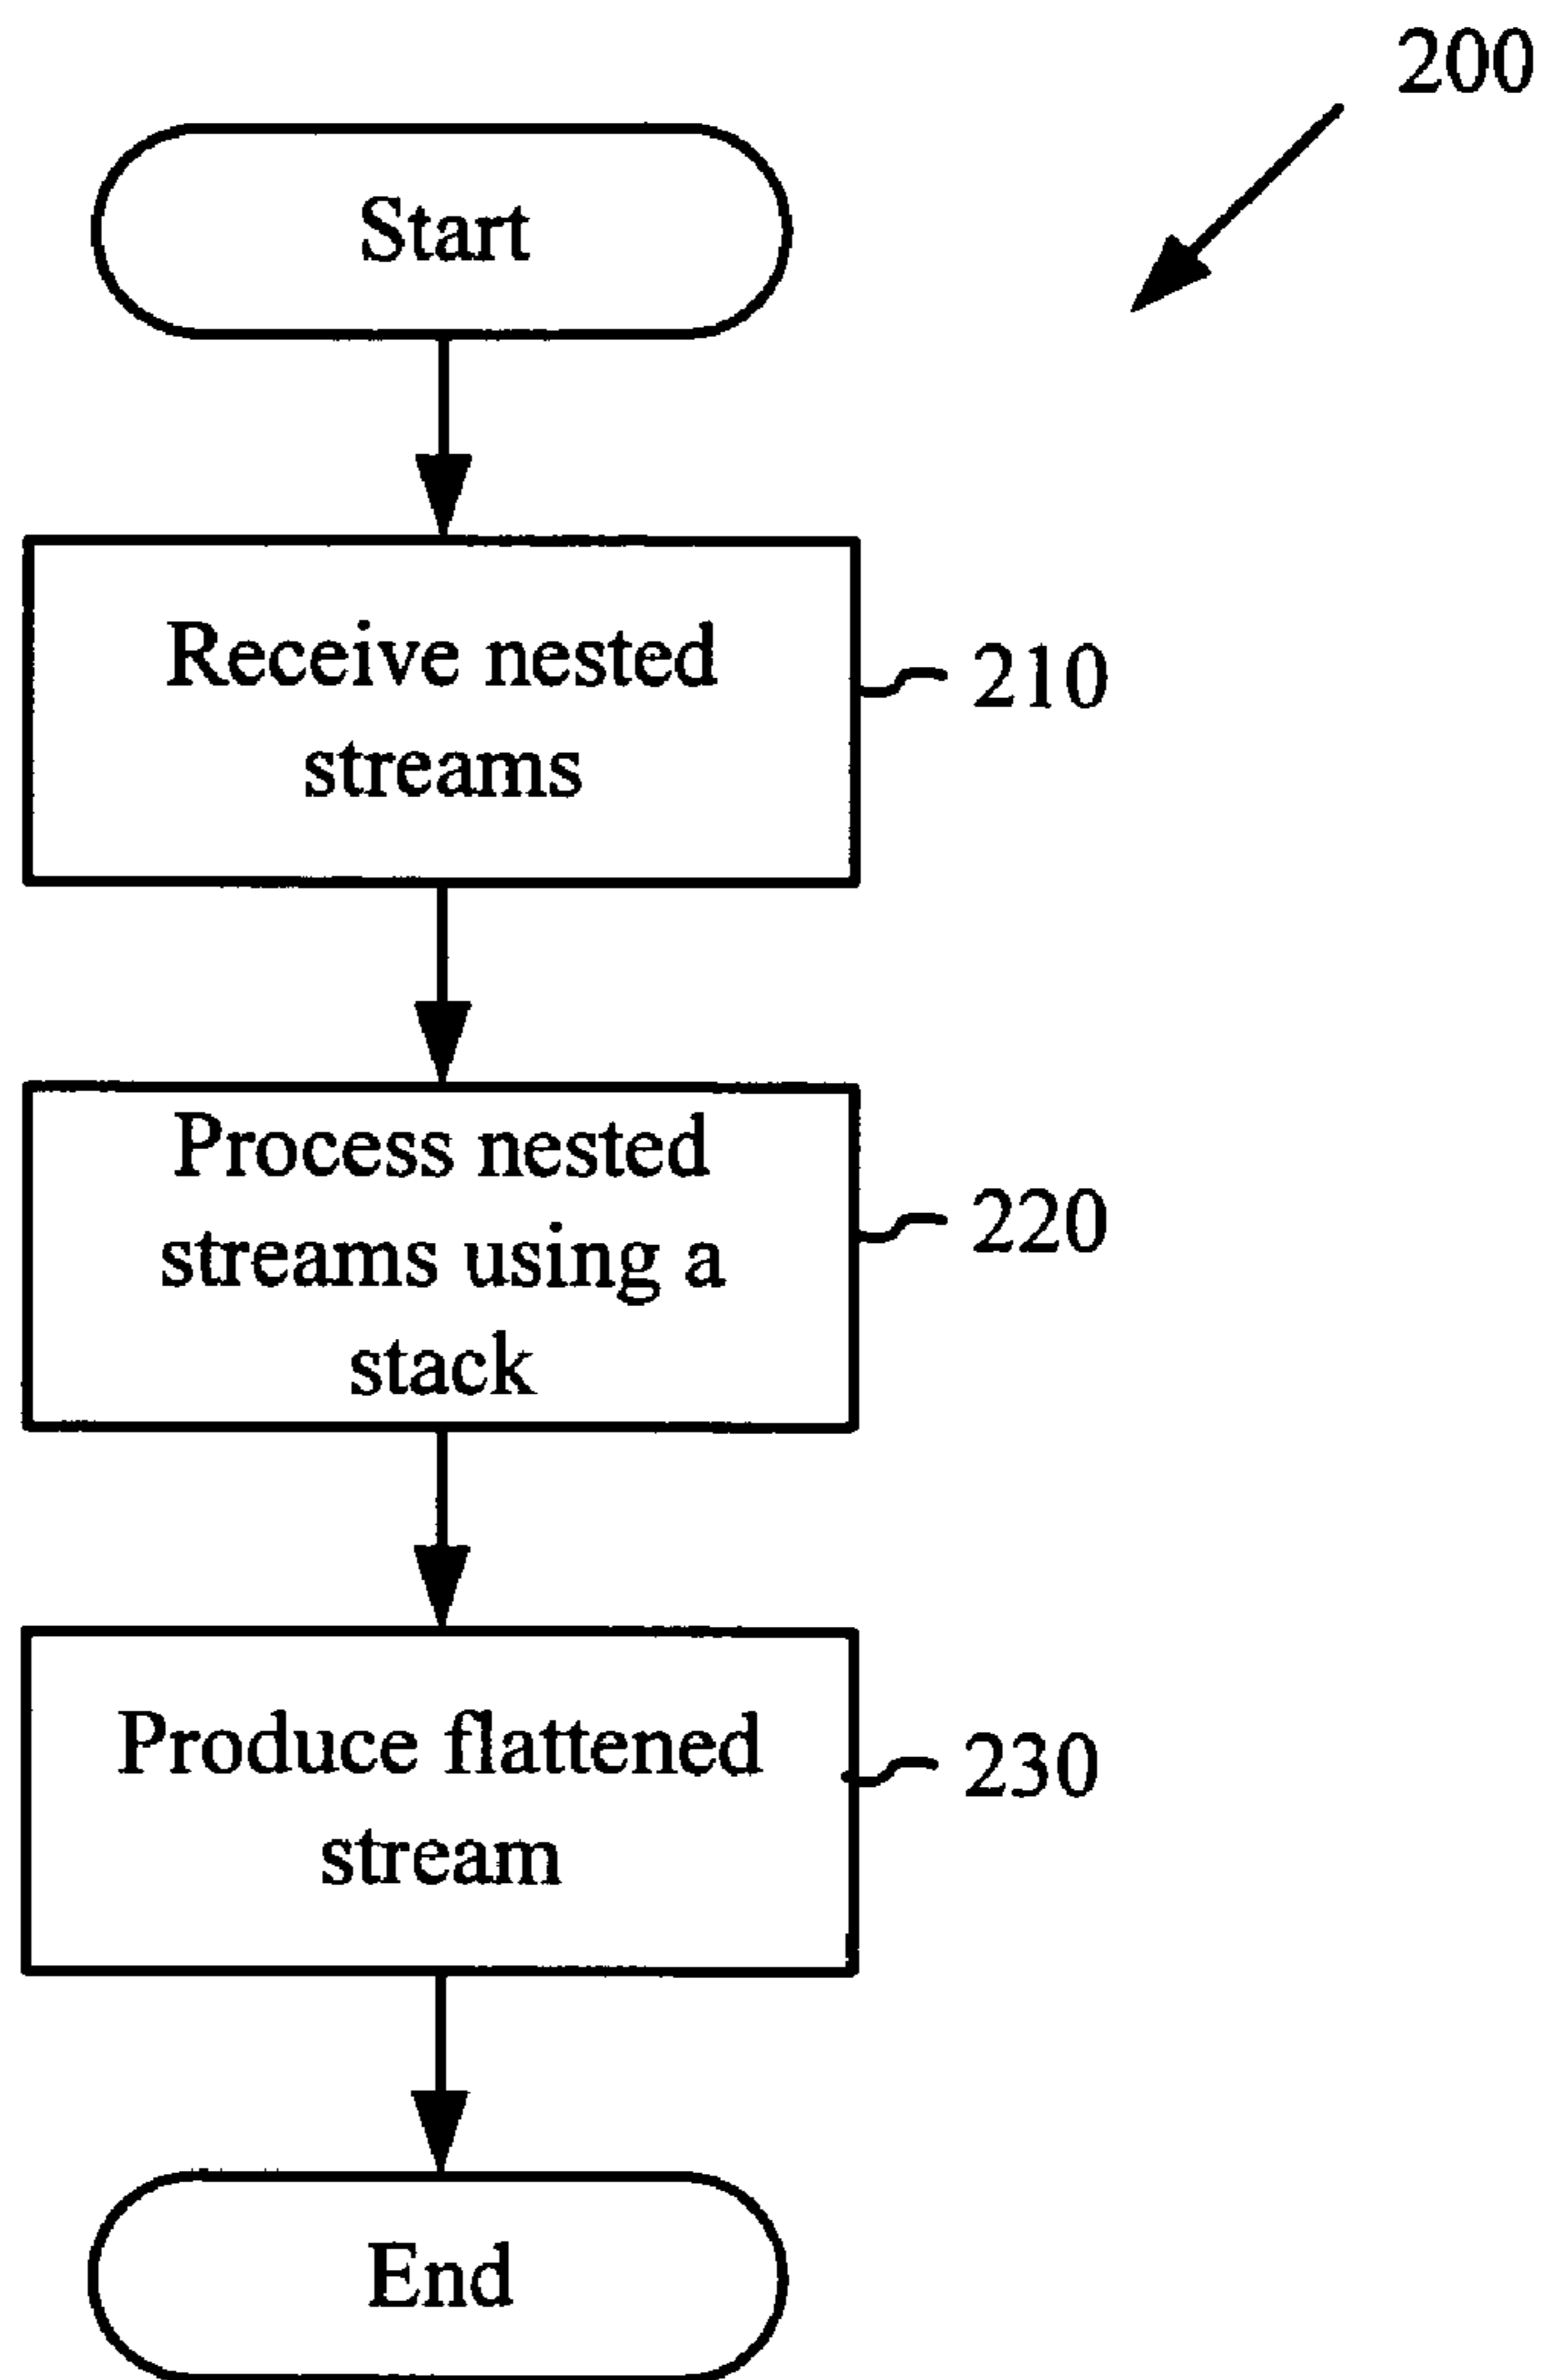 200
Start
Receive nested
streams
210
Process nested
streams using a
stack
220
Produce flattened
stream
230
End